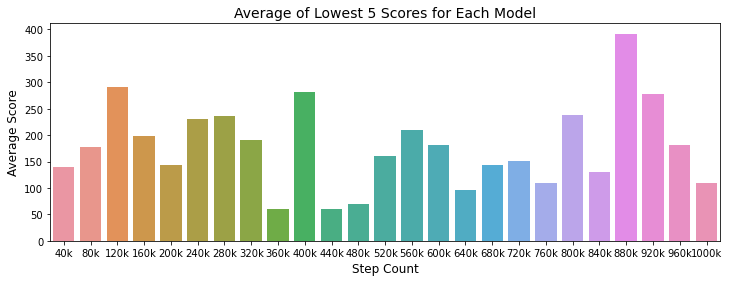 Average of Lowest 5 Scores for Each Model
Average Score
400
350
300
250
200
150
100
50
0
40k 80k 120k 160k 200k 240k 280k 320k 360k 400k 440k 480k 520k 560k 600k 640k 680k 720k 760k 800k 840k 880k 920k 960k 1000k
Step Count